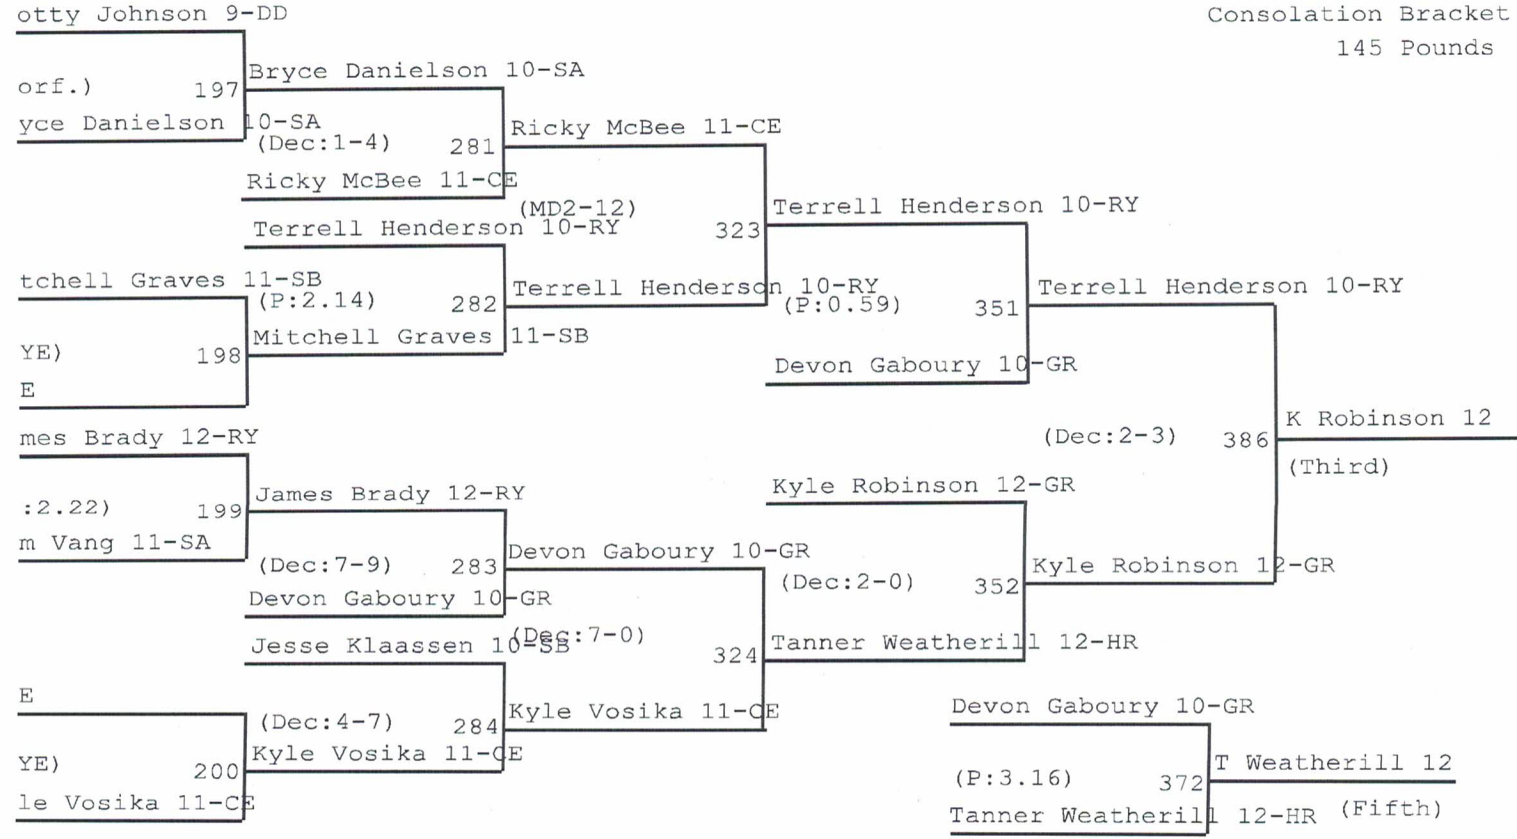 otty Johnson 9-DD
Consolation Bracket
145 Pounds
Bryce Danielson 10-SA
orf.) 197
yce Danielson 10-SA
(Dec:1-4) 281
Ricky McBee 11-CE
Ricky McBee 11-CE
(MD2-12)
Terrell Henderson 10-RY
323
Terrell Henderson 10-RY
tchell Graves 11-SB
(P:2.14) 282
Terrell Henderson 10-RY
(P:0.59) 351
Terrell Henderson 10-RY
Mitchell Graves 11-SB
YE) 198
E
Devon Gaboury 10-GR
mes Brady 12-RY
(Dec:2-3) 386
K Robinson 12
(Third)
James Brady 12-RY
Kyle Robinson 12-GR
:2.22) 199
m Vang 11-SA
(Dec:7-9) 283
Devon Gaboury 10-GR
(Dec:2-0) 352
Kyle Robinson 12-GR
Devon Gaboury 10-GR
(Dec:7-0)
Jesse Klaassen 10-SB
324
Tanner Weatherill 12-HR
E
(Dec:4-7) 284
Kyle Vosika 11-CE
Devon Gaboury 10-GR
Kyle Vosika 11-CE
YE) 200
le Vosika 11-CE
T Weatherill 12
(P:3.16) 372
(Fifth)
Tanner Weatherill 12-HR